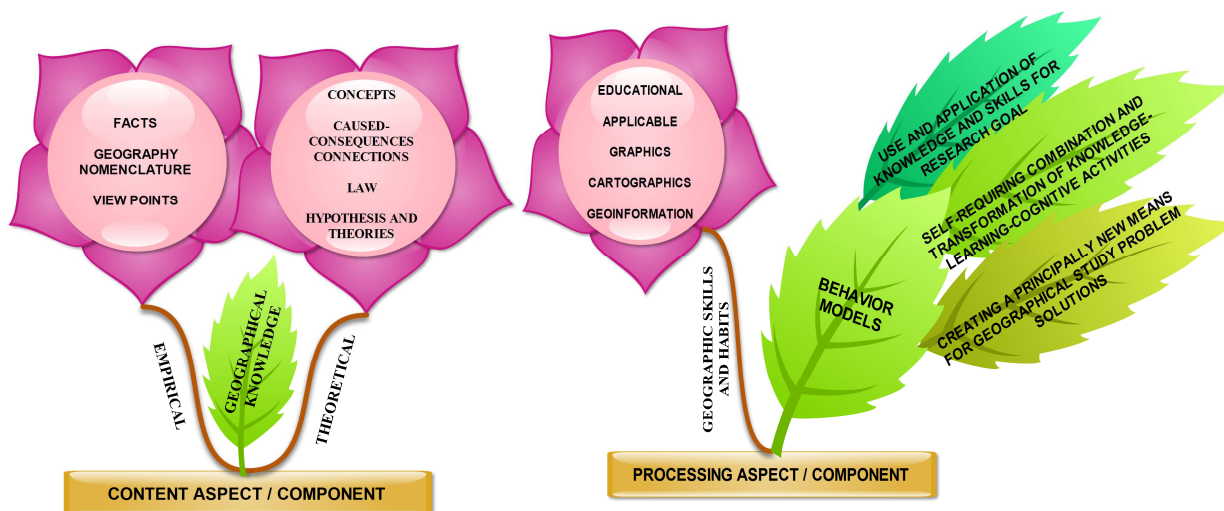 FACTS
GEOGRAPHY
NOMENCLATURE
VIEW POINTS
CONCEPTS
CAUSED-
CONSEQUENCES
CONNECTIONS
LAW
HYPOTHESIS AND
THEORIES
EMPIRICAL
GEOGRAPHICAL
KNOWLEDGE
THEORETICAL
CONTENT ASPECT / COMPONENT
EDUCATIONAL
APPLICABLE
GRAPHICS
CARTOGRAPHICS
GEOINFORMATION
GEOGRAPHIC SKILLS
AND HABITS
BEHAVIOR
MODELS
USE AND APPLICATION OF
KNOWLEDGE AND SKILLS FOR
RESEARCH GOAL
SELF-REQUIRING COMBINATION AND
TRANSFORMATION OF KNOWLEDGE-
LEARNING-COGNITIVE ACTIVITIES
CREATING A PRINCIPALLY NEW MEANS
FOR GEOGRAPHICAL STUDY PROBLEM
SOLUTIONS
PROCESSING ASPECT / COMPONENT